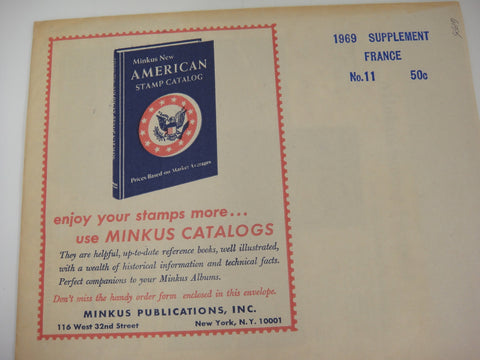 1969 SUPPLEMENT
FRANCE
No.11 50c
Minkus New
AMERICAN
STAMP CATALOG
Prices Based on Market Averages
enjoy your stamps more...
use MINKUS CATALOGS
They are helpful, up-to-date reference books, well illustrated,
with a wealth of historical information and technical facts.
Perfect companions to your Minkus Albums.
Don't miss the handy order form enclosed in this envelope.
MINKUS PUBLICATIONS, INC.
116 West 32nd Street New York, N.Y. 10001